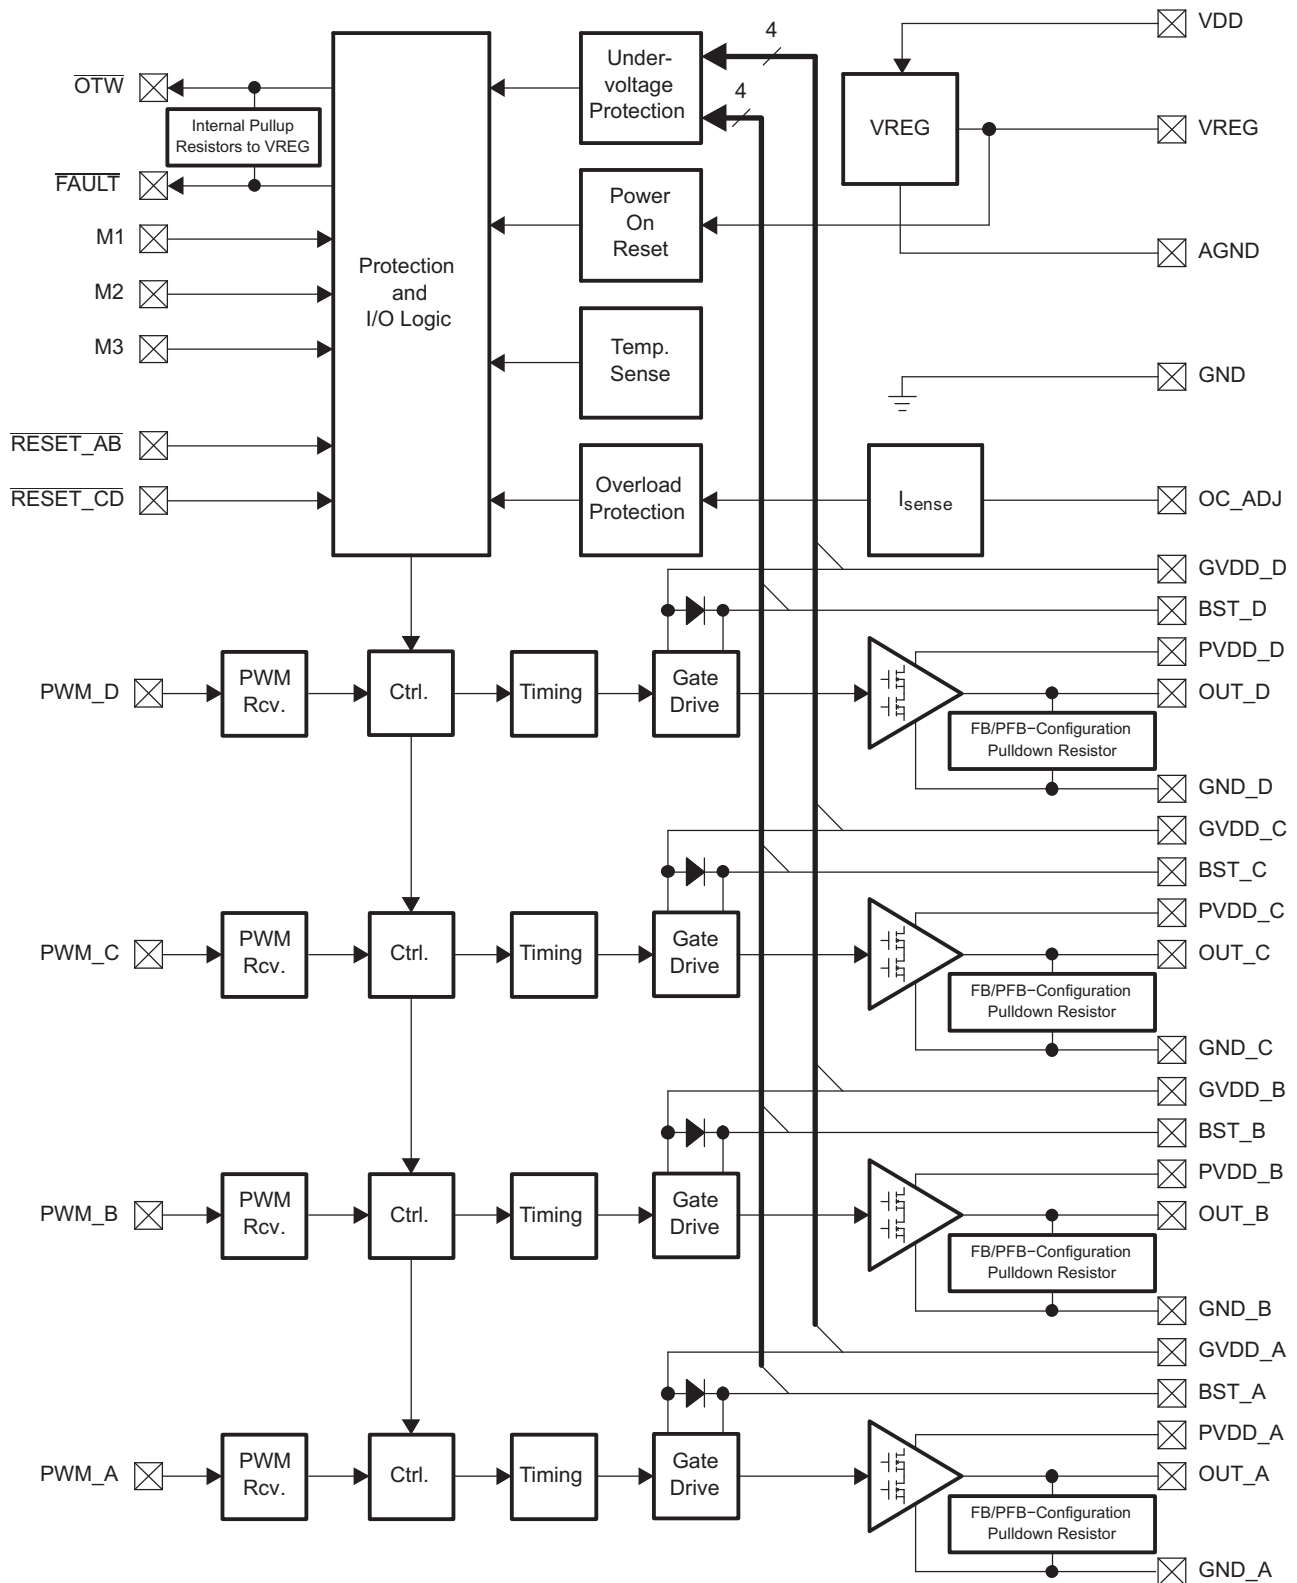 4
VDD
Under-
voltage
Protection
OTW
4
Internal Pullup
Resistors to VREG
VREG
VREG
FAULT
Power
On
Reset
M1
AGND
Protection
and
I/O Logic
M2
M3
Temp.
Sense
GND
RESET_AB
RESET_CD
Overload
Protection
Isense
OC_ADJ
GVDD_D
BST_D
PVDD_D
PWM_D
PWM
Rcv.
Ctrl.
Timing
Gate
Drive
OUT_D
FB/PFB−Configuration
Pulldown Resistor
GND_D
GVDD_C
BST_C
PVDD_C
PWM_C
PWM
Rcv.
Ctrl.
Timing
Gate
Drive
OUT_C
FB/PFB−Configuration
Pulldown Resistor
GND_C
GVDD_B
BST_B
PVDD_B
PWM_B
PWM
Rcv.
Ctrl.
Timing
Gate
Drive
OUT_B
FB/PFB−Configuration
Pulldown Resistor
GND_B
GVDD_A
BST_A
PVDD_A
PWM_A
PWM
Rcv.
Ctrl.
Timing
Gate
Drive
OUT_A
FB/PFB−Configuration
Pulldown Resistor
GND_A